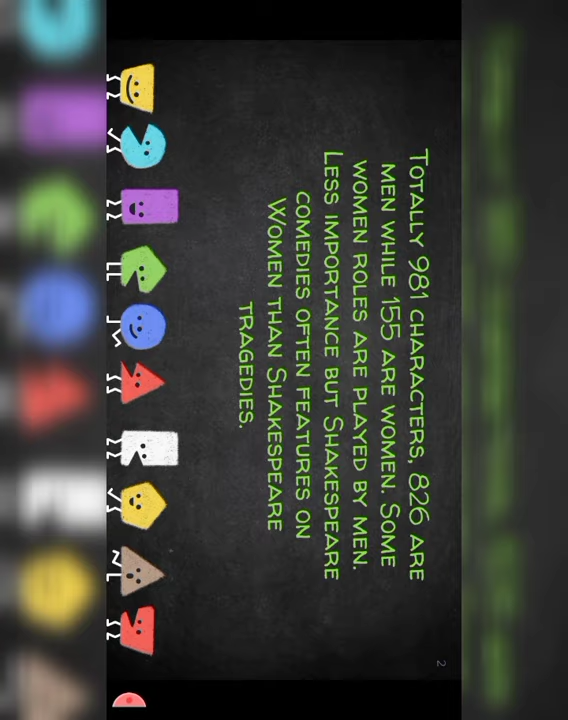 Totally 981 characters, 826 are
men while 155 are women. Some
women roles are played by men.
Less importance but Shakespeare
comedies often features on
Women than Shakespeare
tragedies.
2